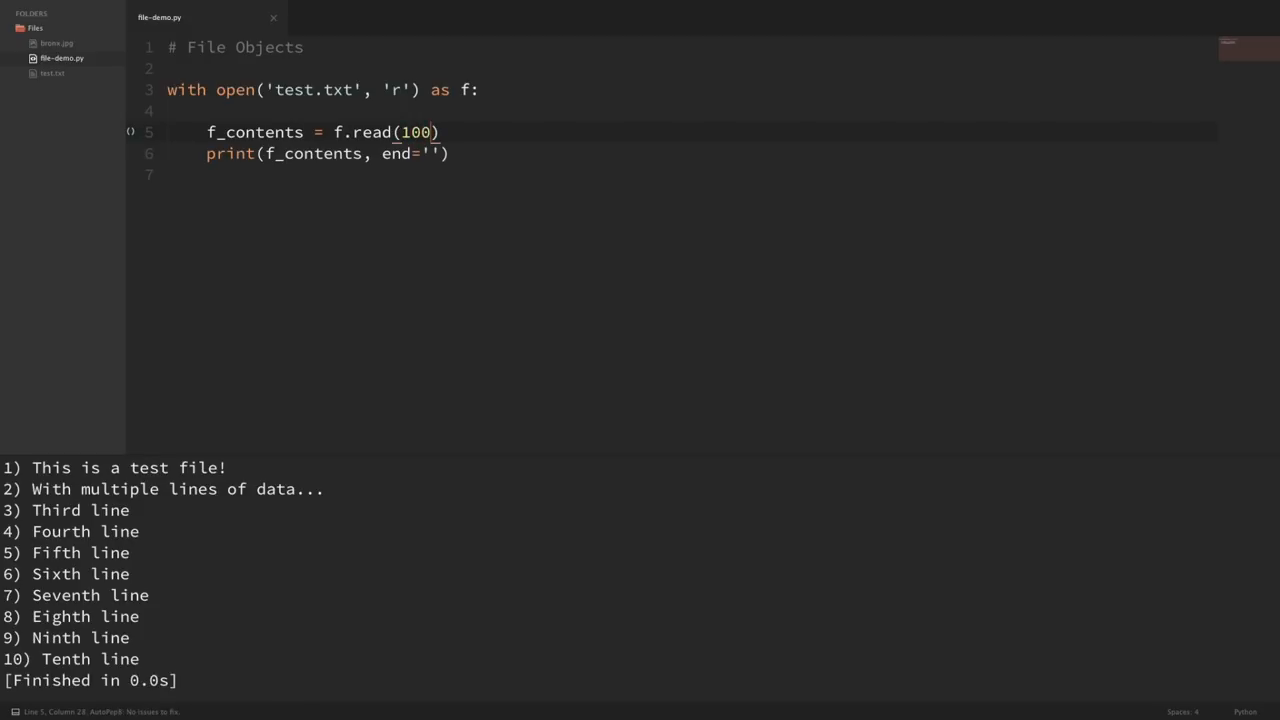 FOLDERS
Files
bronx.jpg
file-demo.py
test.txt
file-demo.py ×
1 # File Objects
2
3 with open('test.txt', 'r') as f:
4
() 5     f_contents = f.read(100)
6     print(f_contents, end='')
7
1) This is a test file!
2) With multiple lines of data...
3) Third line
4) Fourth line
5) Fifth line
6) Sixth line
7) Seventh line
8) Eighth line
9) Ninth line
10) Tenth line
[Finished in 0.0s]
Line 5, Column 28, AutoPep8: No issues to fix. Spaces: 4 Python